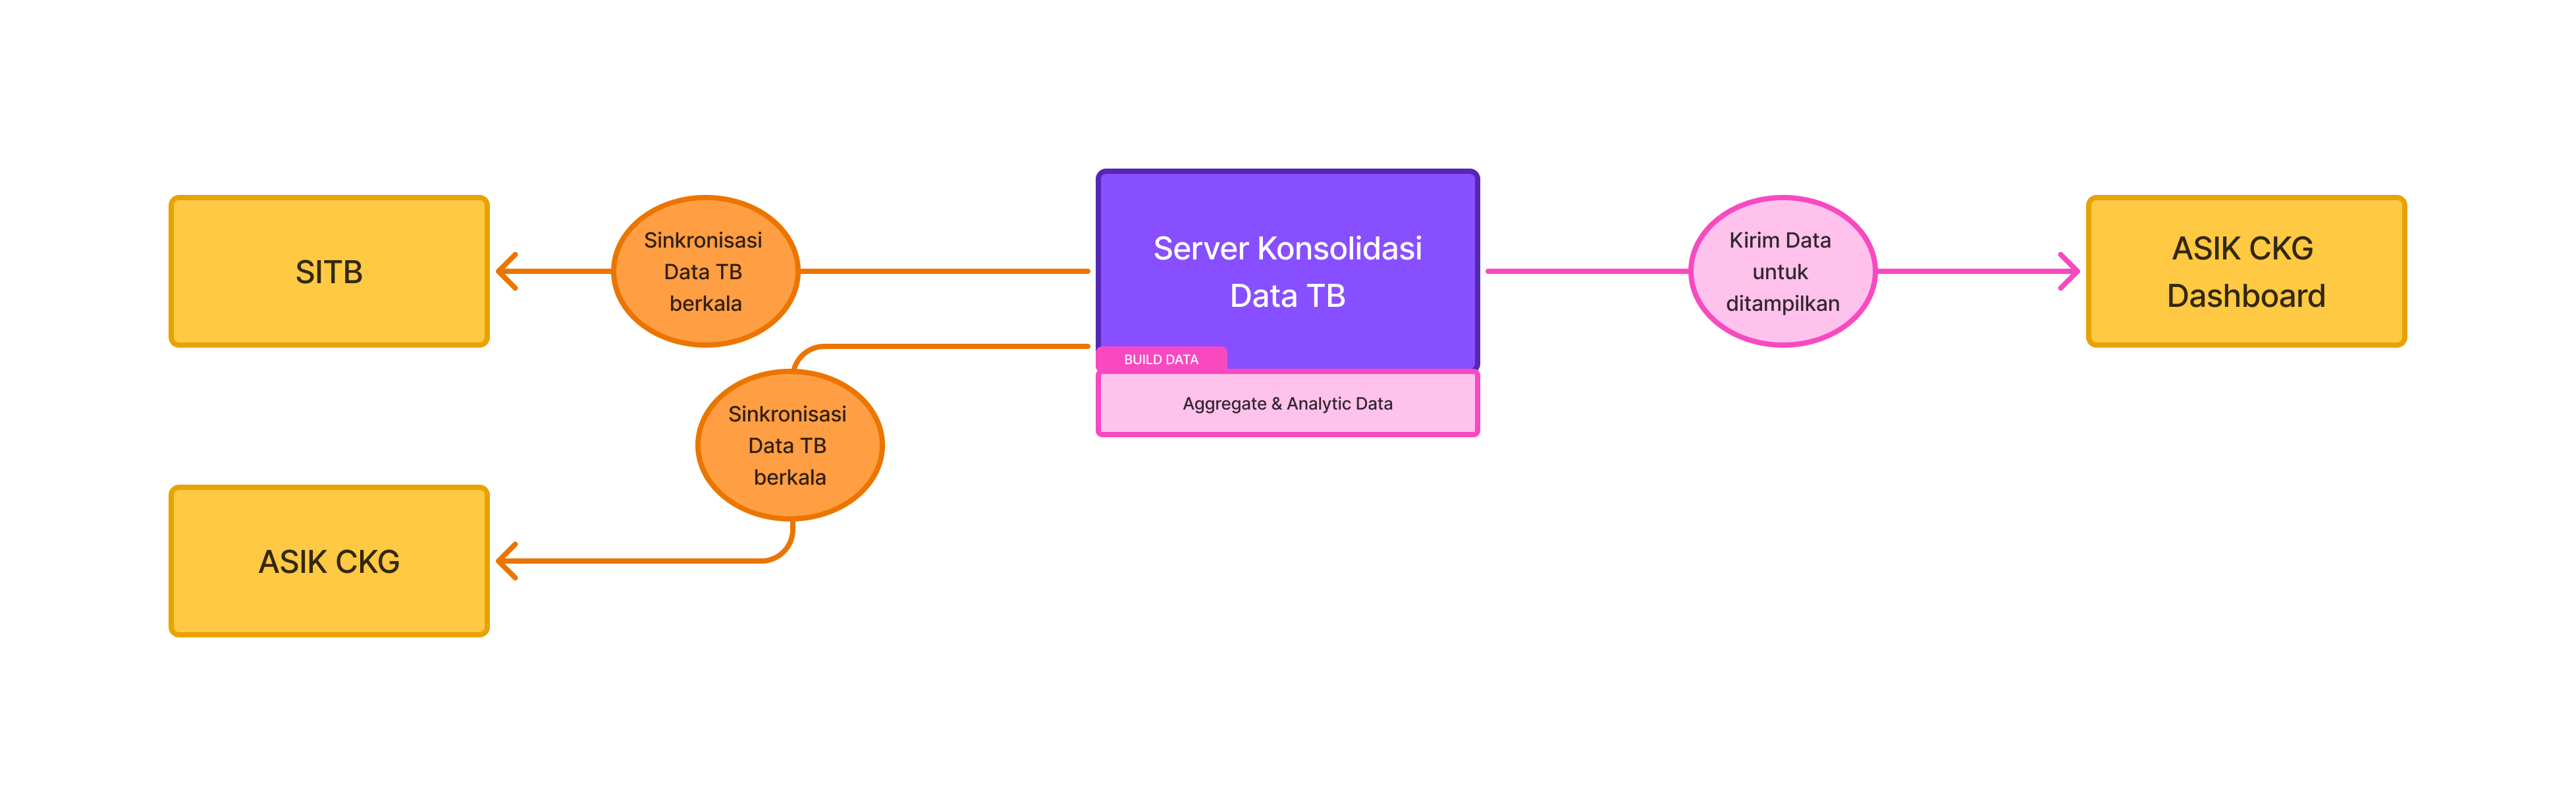 SITB
Sinkronisasi
Data TB
berkala
Server Konsolidasi
Data TB
BUILD DATA
Aggregate & Analytic Data
Kirim Data
untuk
ditampilkan
ASIK CKG
Dashboard
Sinkronisasi
Data TB
berkala
ASIK CKG